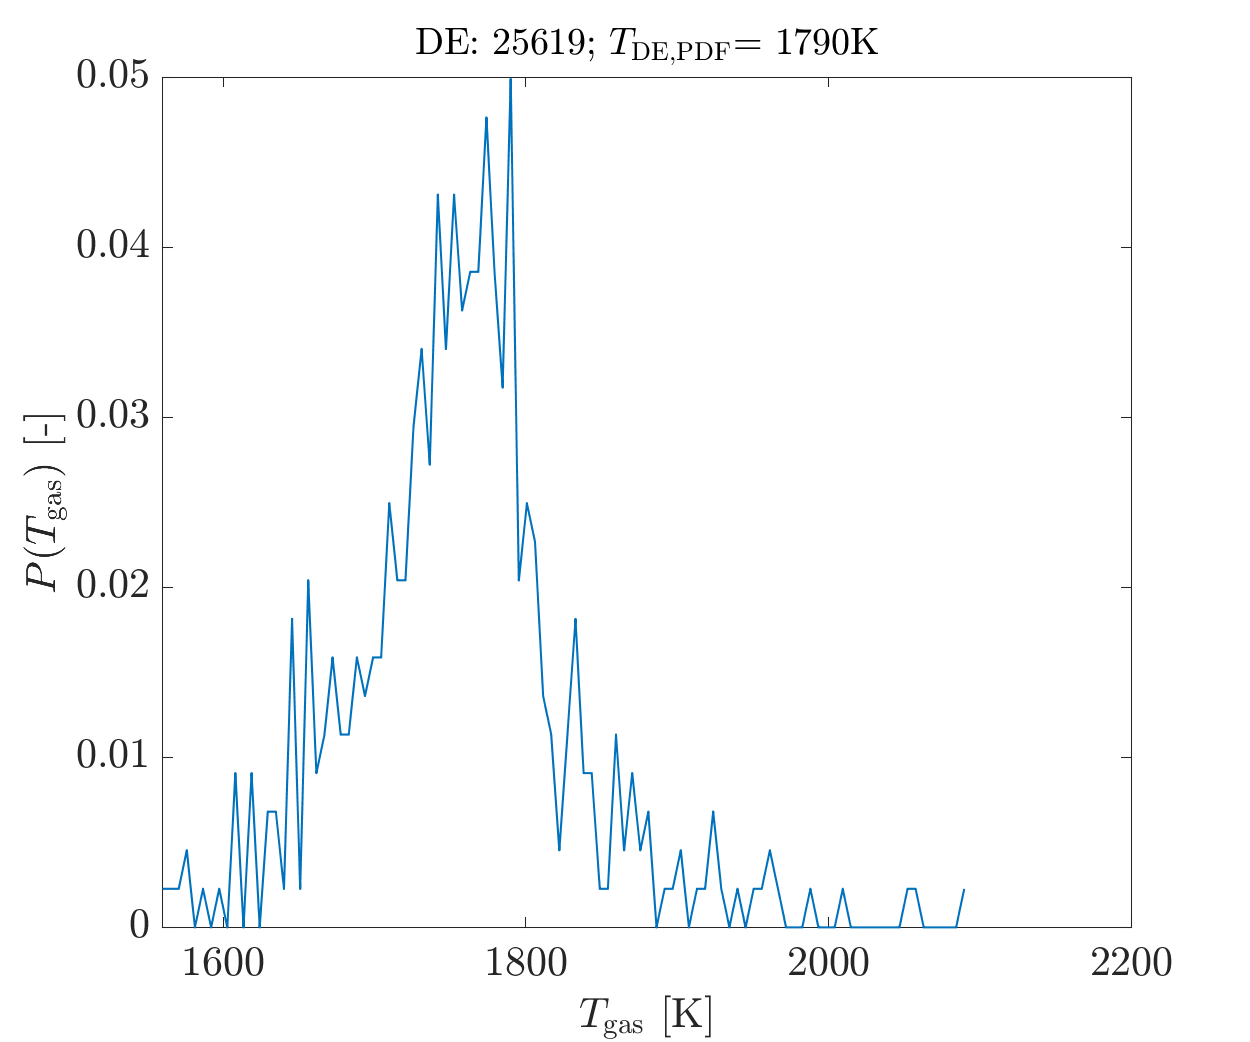 DE: 25619; T_DE,PDF= 1790K
0.05
0.04
0.03
0.02
0.01
0
P(T_gas) [-]
1600 1800 2000 2200
T_gas [K]